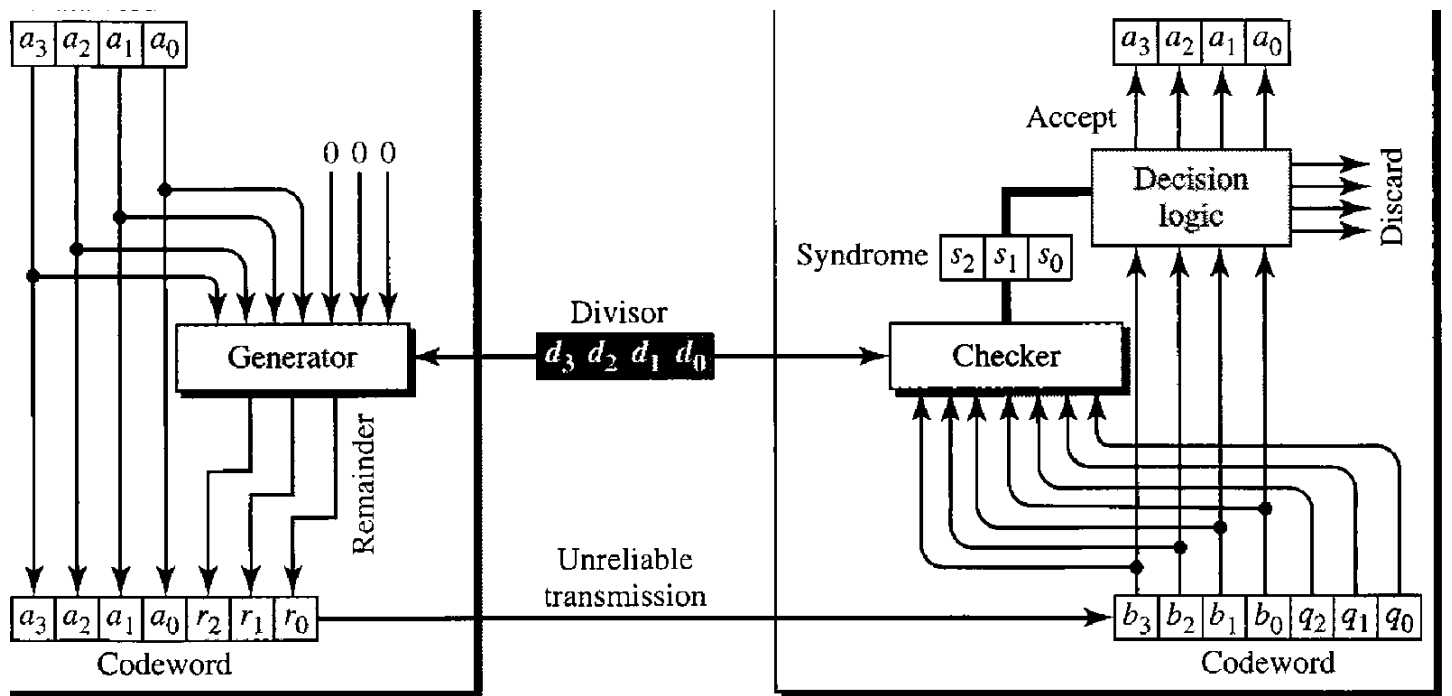 a3 a2 a1 a0
0 0 0
Generator
Remainder
a3 a2 a1 a0 r2 r1 r0
Codeword
Divisor
d3 d2 d1 d0
Unreliable
transmission
a3 a2 a1 a0
Accept
Decision
logic
Discard
Syndrome
s2 s1 s0
Checker
b3 b2 b1 b0 q2 q1 q0
Codeword